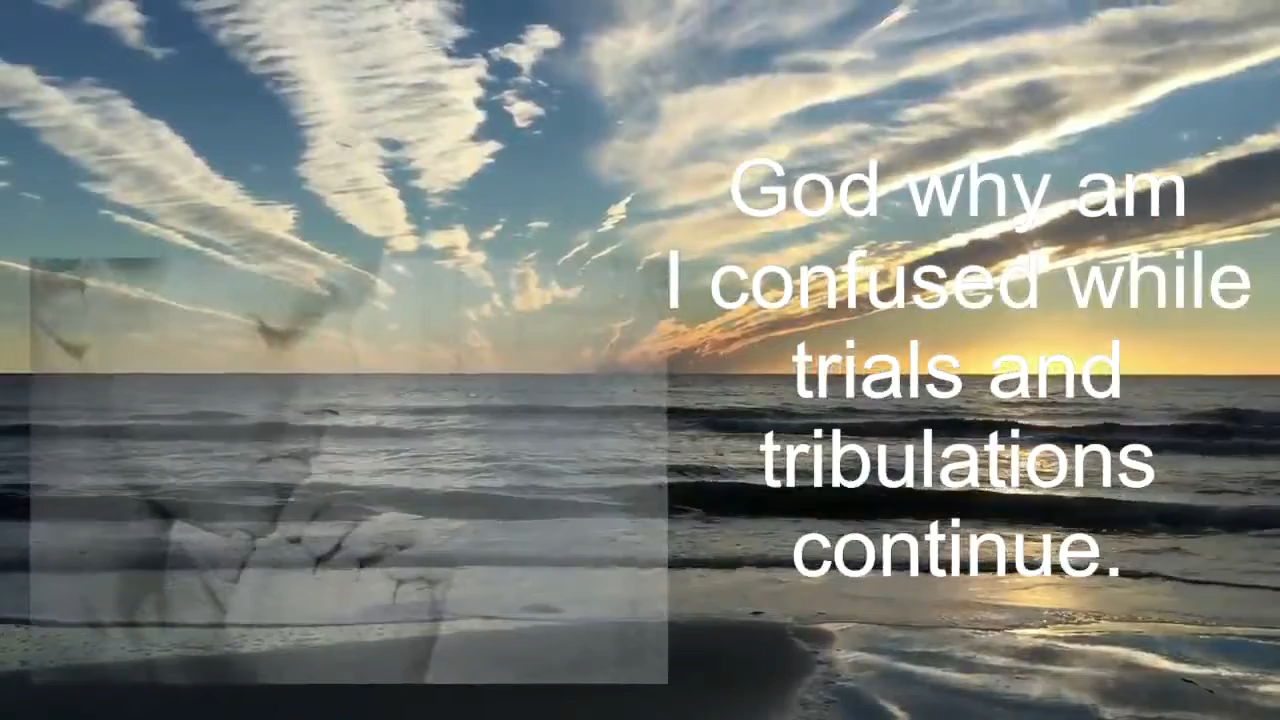 God why am
I confused while
trials and
tribulations
continue.